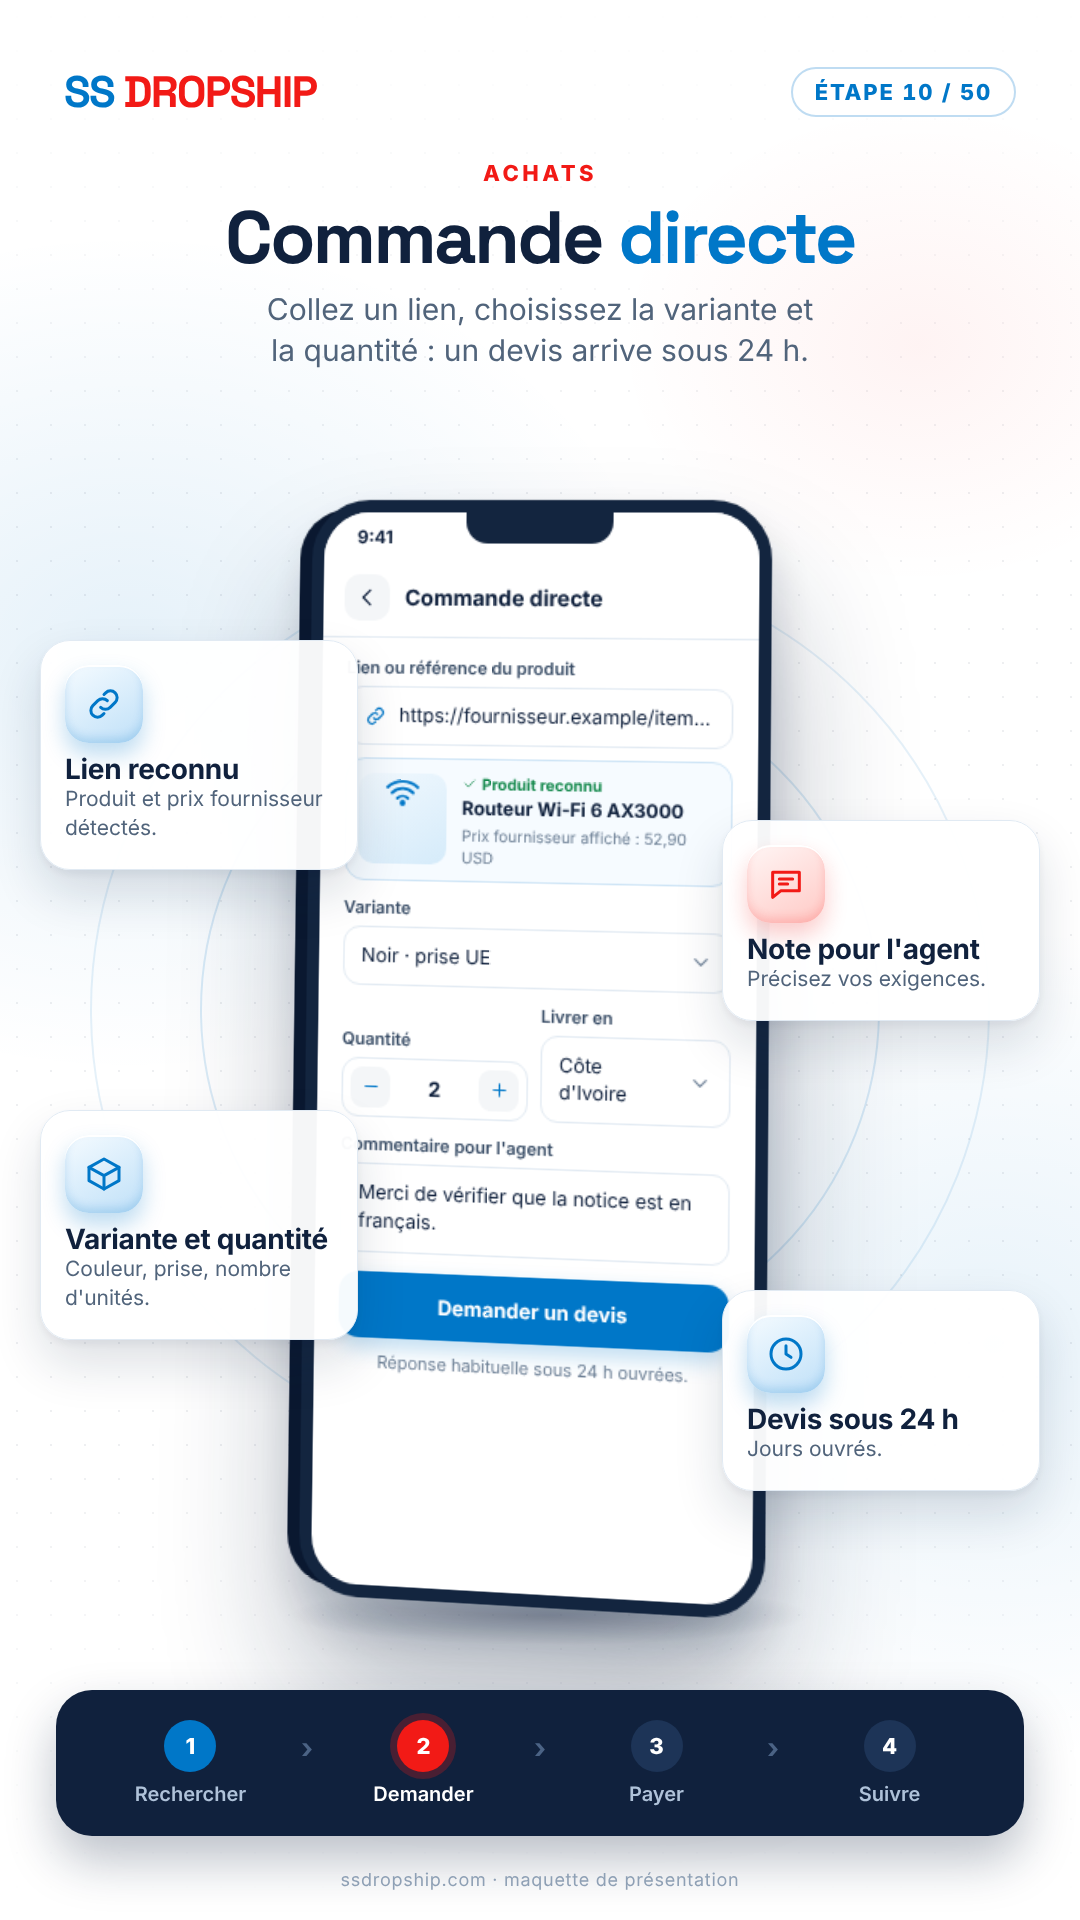 SS DROPSHIP
ÉTAPE 10 / 50
ACHATS
Commande directe
Collez un lien, choisissez la variante et
la quantité : un devis arrive sous 24 h.
9:41
Commande directe
Lien ou référence du produit
https://fournisseur.example/item...
✓ Produit reconnu
Routeur Wi-Fi 6 AX3000
Prix fournisseur affiché : 52,90
USD
Variante
Noir · prise UE
Quantité
− 2 +
Livrer en
Côte
d'Ivoire
Commentaire pour l'agent
Merci de vérifier que la notice est en
français.
Demander un devis
Réponse habituelle sous 24 h ouvrées.
Lien reconnu
Produit et prix fournisseur
détectés.
Note pour l'agent
Précisez vos exigences.
Variante et quantité
Couleur, prise, nombre
d'unités.
Devis sous 24 h
Jours ouvrés.
1 › 2 › 3 › 4
Rechercher Demander Payer Suivre
ssdropship.com · maquette de présentation